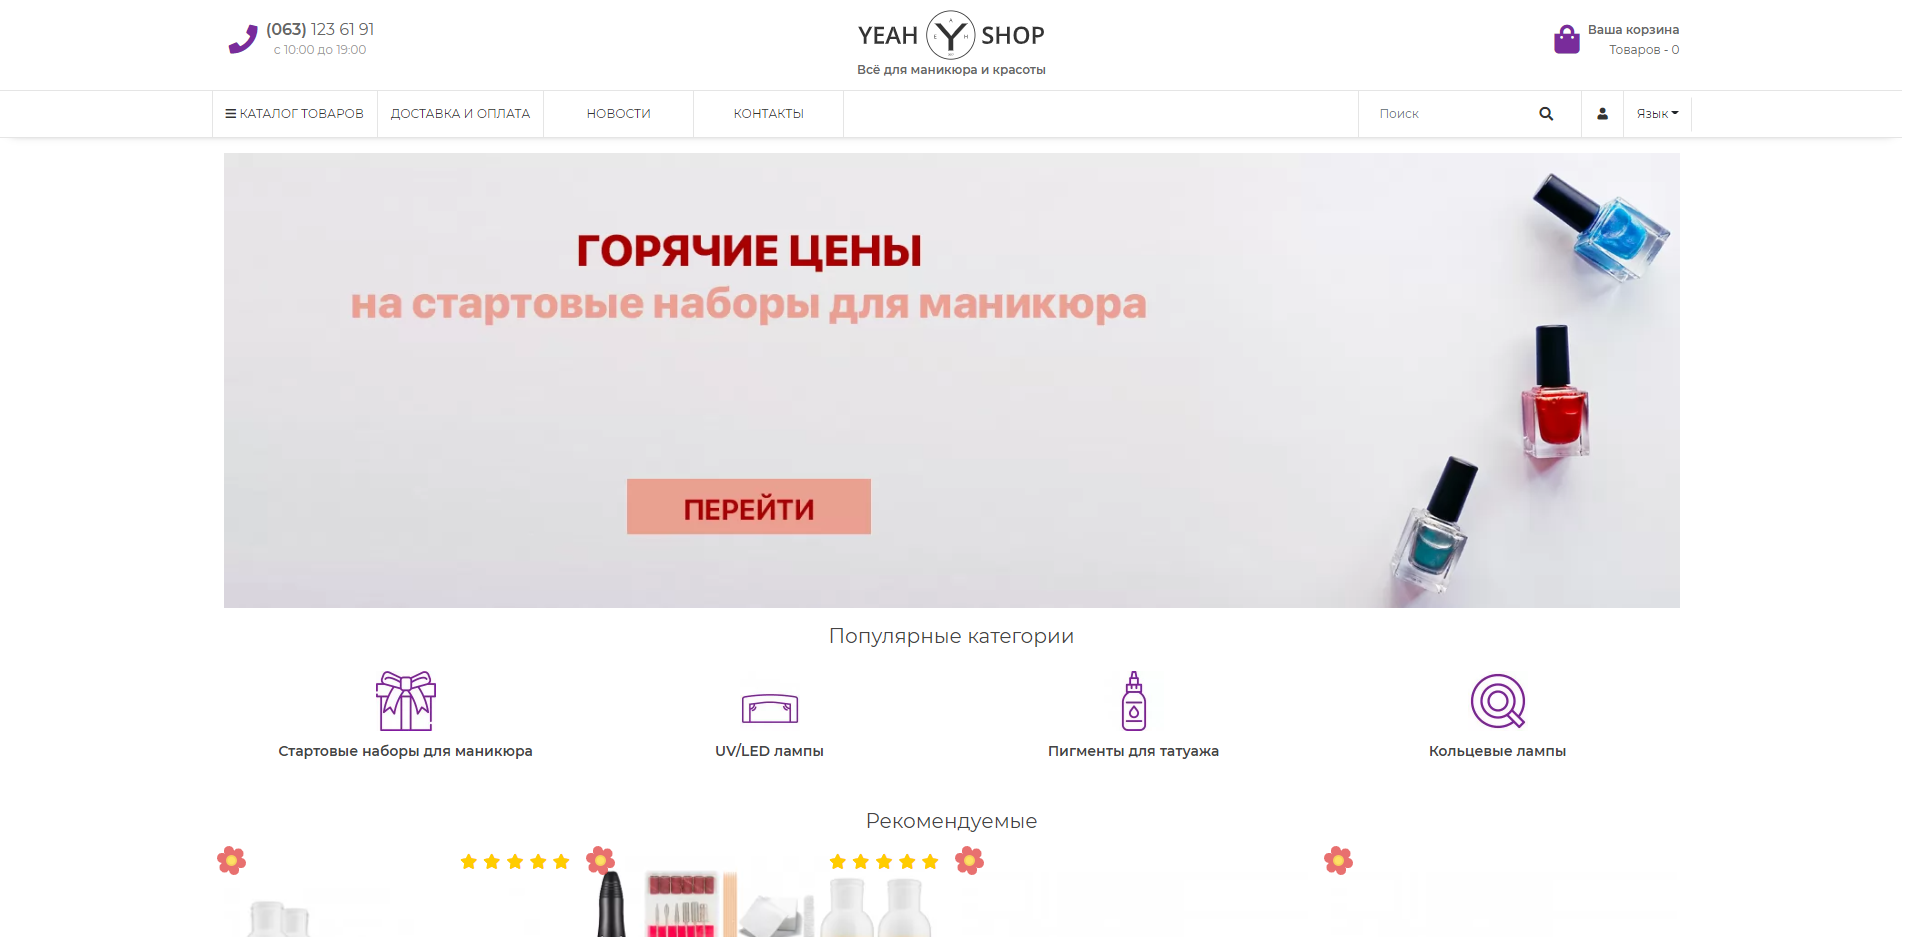 (063) 123 61 91
с 10:00 до 19:00
YEAH Y SHOP
Всё для маникюра и красоты
Ваша корзина
Товаров - 0
КАТАЛОГ ТОВАРОВ
ДОСТАВКА И ОПЛАТА
НОВОСТИ
КОНТАКТЫ
Поиск
Язык
ГОРЯЧИЕ ЦЕНЫ
на стартовые наборы для маникюра
ПЕРЕЙТИ
Популярные категории
Стартовые наборы для маникюра
UV/LED лампы
Пигменты для татуажа
Кольцевые лампы
Рекомендуемые